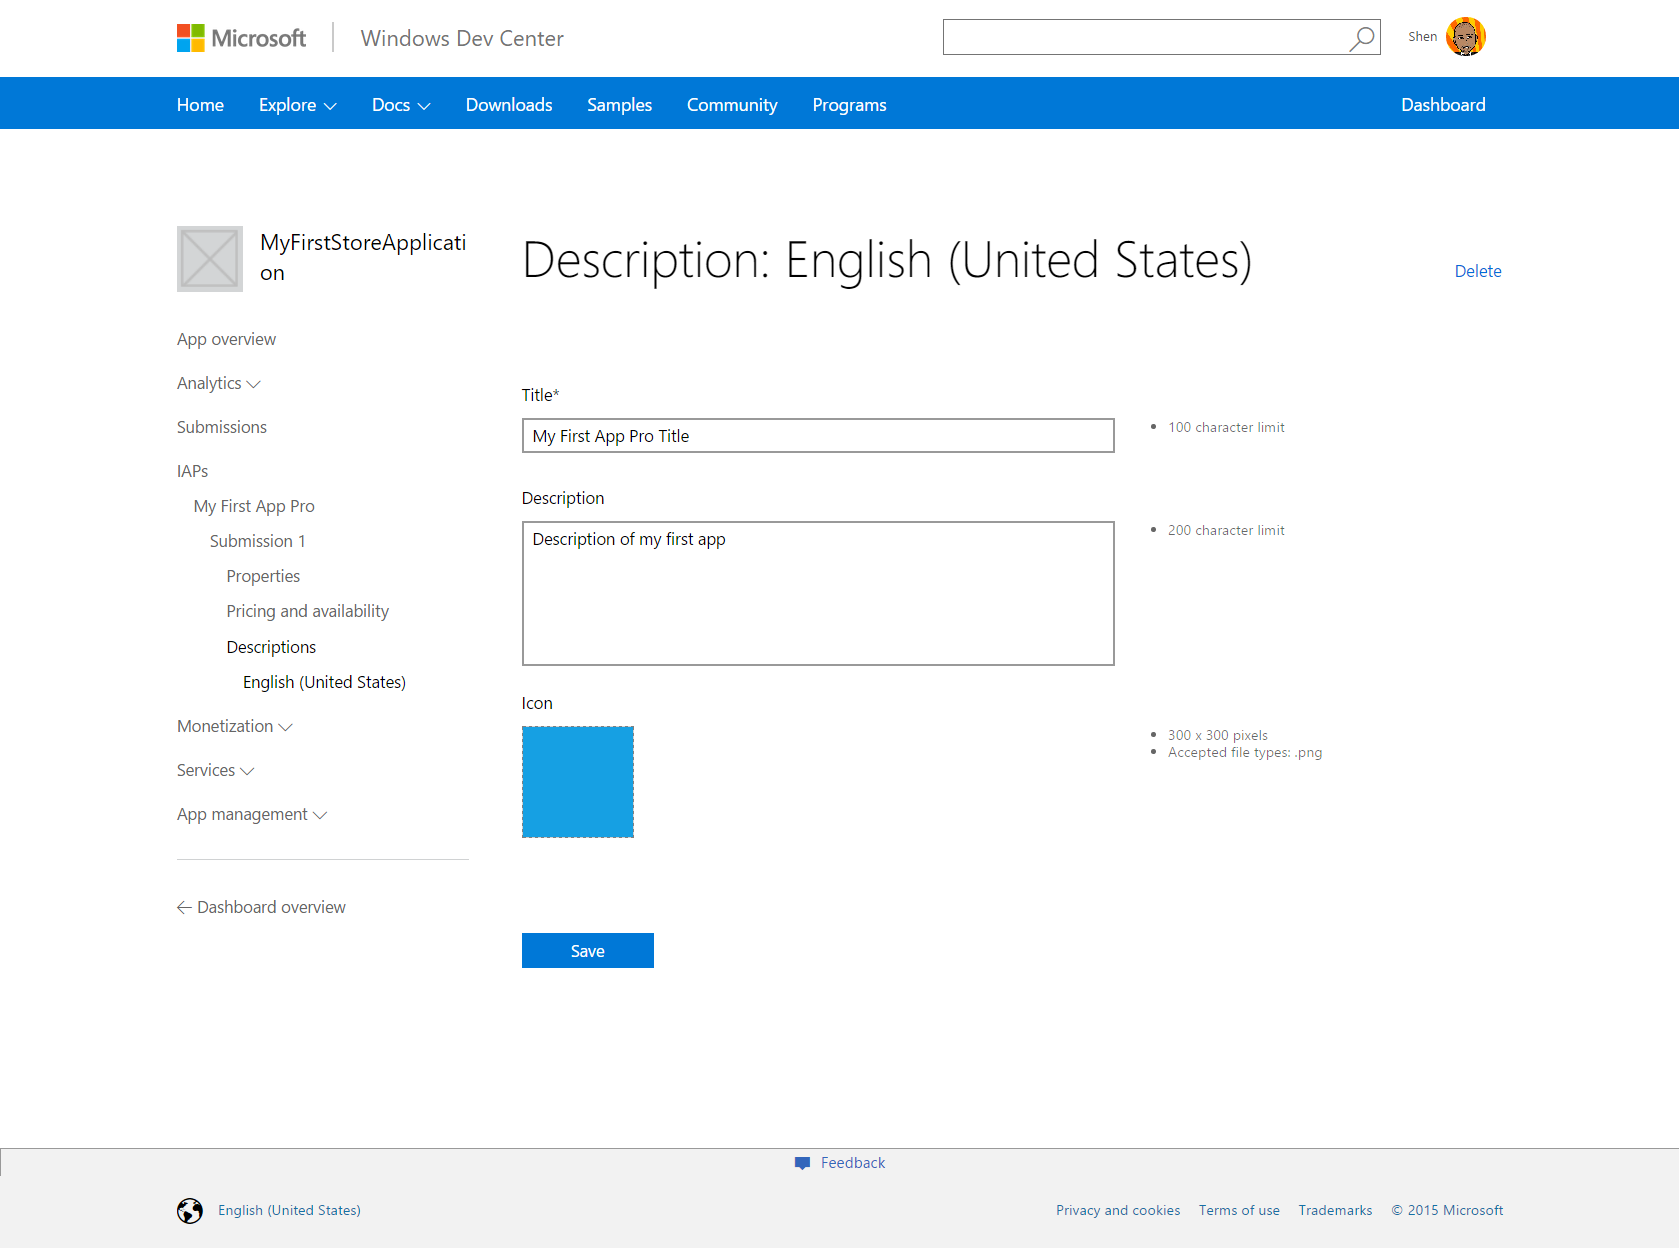 Microsoft
Windows Dev Center
Shen
Home
Explore
Docs
Downloads
Samples
Community
Programs
Dashboard
MyFirstStoreApplicati
on
App overview
Analytics
Submissions
IAPs
My First App Pro
Submission 1
Properties
Pricing and availability
Descriptions
English (United States)
Monetization
Services
App management
Dashboard overview
Description: English (United States)
Delete
Title*
My First App Pro Title
100 character limit
Description
Description of my first app
200 character limit
Icon
300 x 300 pixels
Accepted file types: .png
Save
Feedback
English (United States)
Privacy and cookies
Terms of use
Trademarks
© 2015 Microsoft